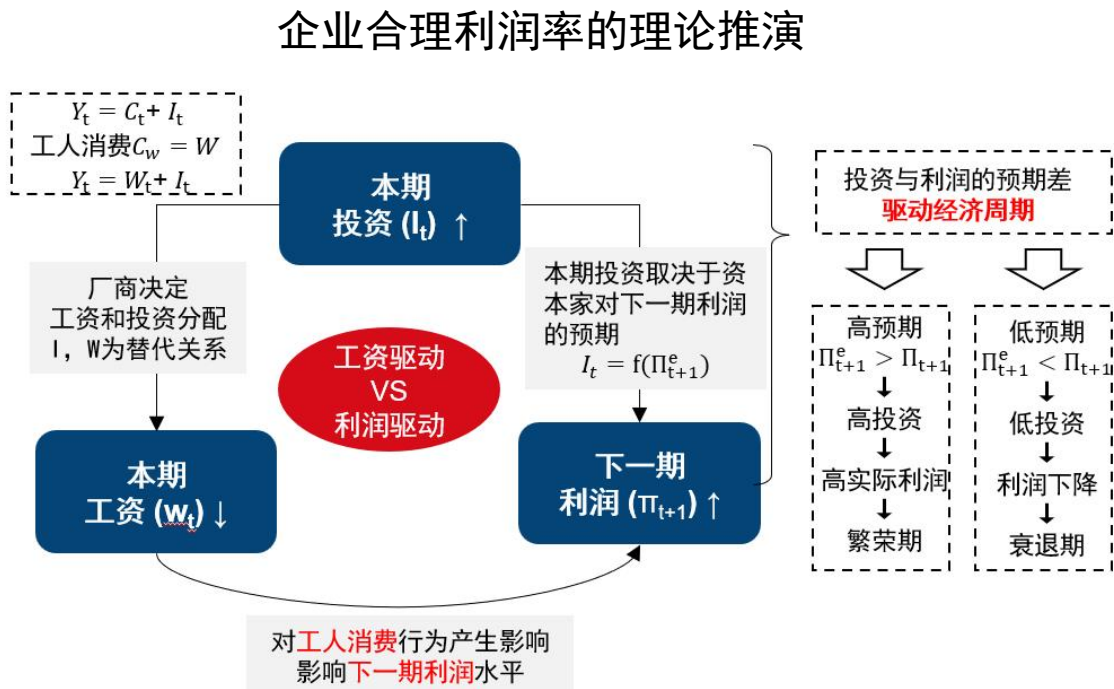 企业合理利润率的理论推演
Yₜ = Cₜ + Iₜ
工人消费C_w = W
Yₜ = Wₜ + Iₜ
本期
投资 (Iₜ) ↑
厂商决定
工资和投资分配
I，W为替代关系
本期投资取决于资
本家对下一期利润
的预期
I_t = f(Π^e_{t+1})
工资驱动
VS
利润驱动
本期
工资 (wₜ) ↓
下一期
利润 (π_{t+1}) ↑
对工人消费行为产生影响
影响下一期利润水平
投资与利润的预期差
驱动经济周期
高预期
Π^e_{t+1} > Π_{t+1}
高投资
高实际利润
繁荣期
低预期
Π^e_{t+1} < Π_{t+1}
低投资
利润下降
衰退期